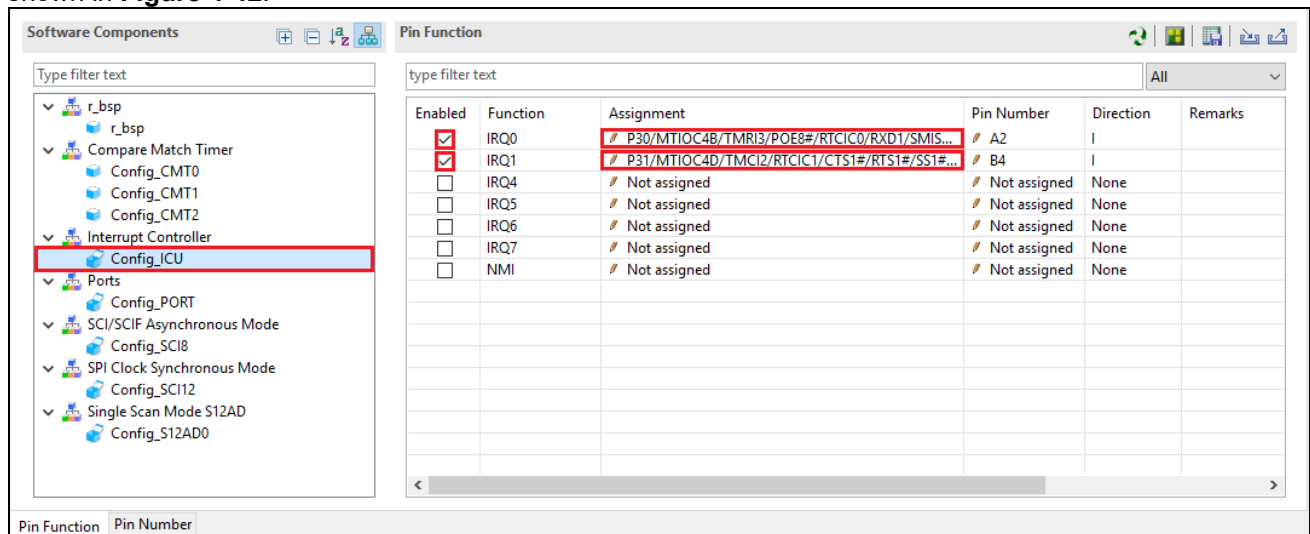 Software Components
Type filter text
r_bsp
r_bsp
Compare Match Timer
Config_CMT0
Config_CMT1
Config_CMT2
Interrupt Controller
Config_ICU
Ports
Config_PORT
SCI/SCIF Asynchronous Mode
Config_SCI8
SPI Clock Synchronous Mode
Config_SCI12
Single Scan Mode S12AD
Config_S12AD0
Pin Function
type filter text All
Enabled Function Assignment Pin Number Direction Remarks
IRQ0 P30/MTIOC4B/TMRI3/POE8#/RTCIC0/RXD1/SMIS... A2 I
IRQ1 P31/MTIOC4D/TMCI2/RTCIC1/CTS1#/RTS1#/SS1#... B4 I
IRQ4 Not assigned Not assigned None
IRQ5 Not assigned Not assigned None
IRQ6 Not assigned Not assigned None
IRQ7 Not assigned Not assigned None
NMI Not assigned Not assigned None
Pin Function Pin Number